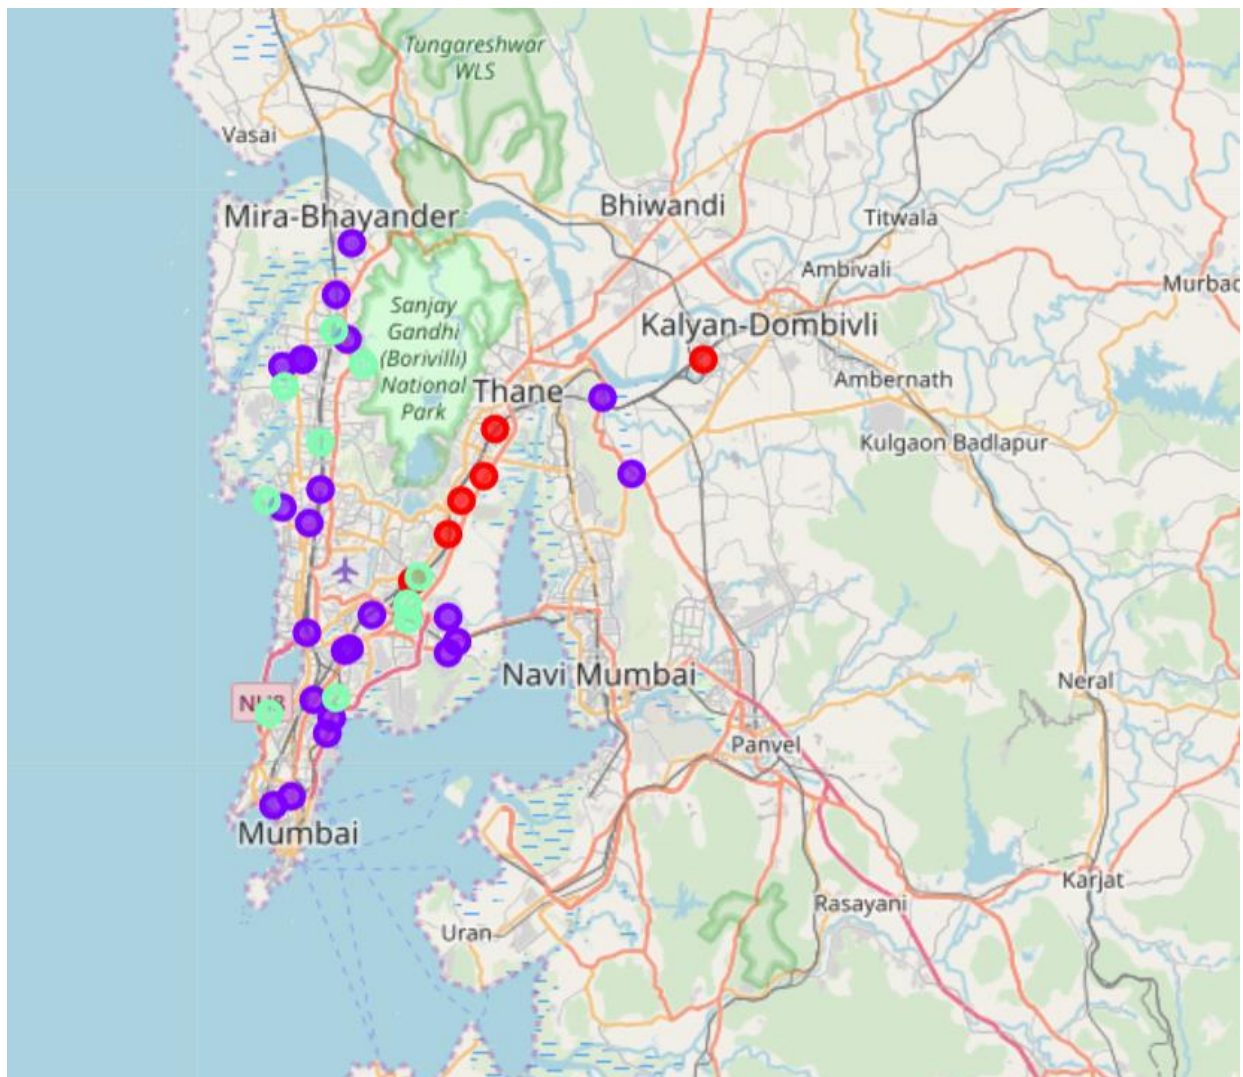 Tungareshwar
WLS
Vasai
Mira-Bhayander
Bhiwandi
Titwala
Ambivali
Murbad
Sanjay
Gandhi
(Borivilli)
National
Park
Kalyan-Dombivli
Thane
Ambernath
Kulgaon Badlapur
Navi Mumbai
Neral
Panvel
Mumbai
Karjat
Rasayani
Uran